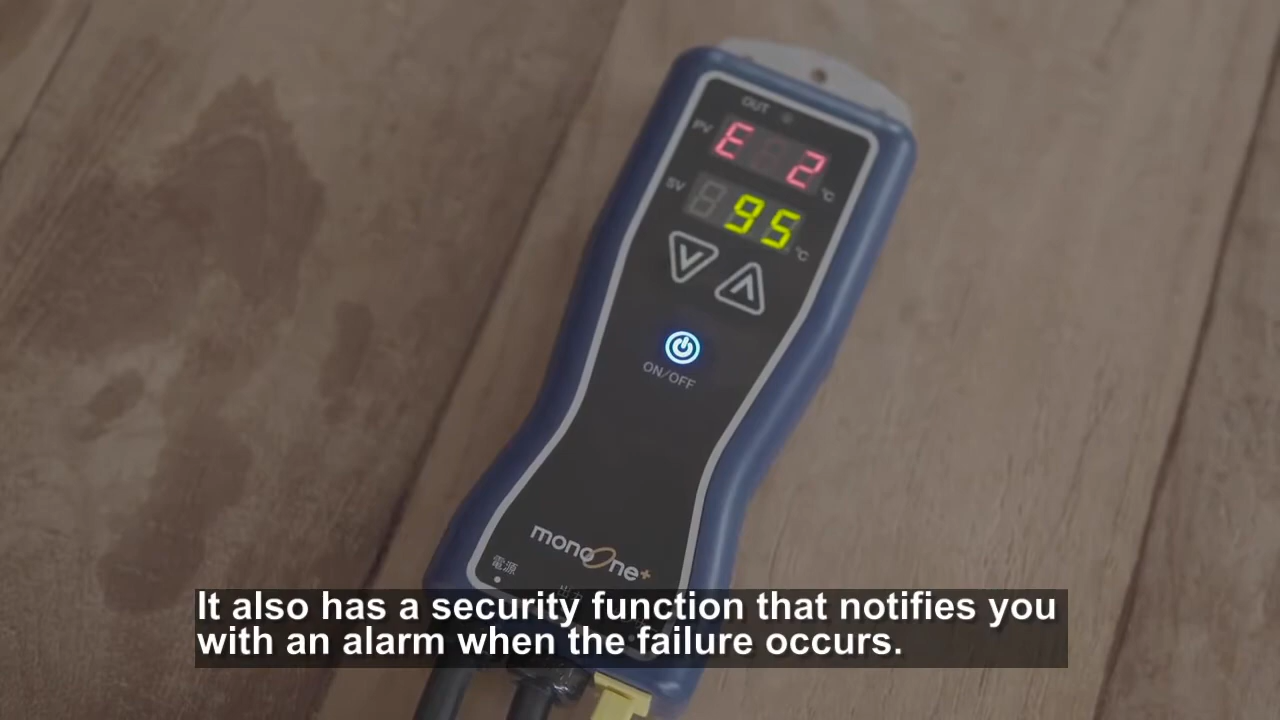 OUT
PV
E 2
°C
SV
95
°C
ON/OFF
monoOne+
電源
It also has a security function that notifies you
with an alarm when the failure occurs.